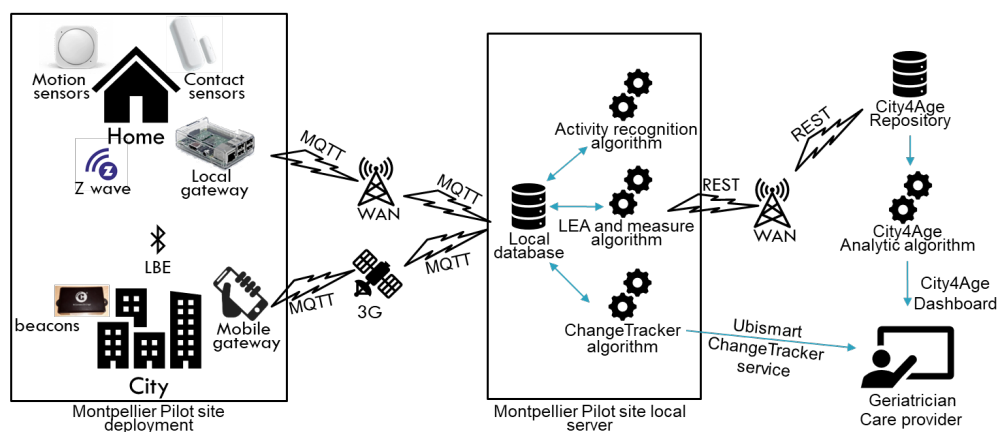 Motion
sensors
Contact
sensors
Home
Z wave
Local
gateway
LBE
beacons
City
Mobile
gateway
Montpellier Pilot site
deployment
MQTT
WAN
MQTT
MQTT
3G
MQTT
Local
database
Activity recognition
algorithm
LEA and measure
algorithm
ChangeTracker
algorithm
Montpellier Pilot site local
server
REST
WAN
REST
City4Age
Repository
City4Age
Analytic algorithm
City4Age
Dashboard
Ubismart
ChangeTracker
service
Geriatrician
Care provider